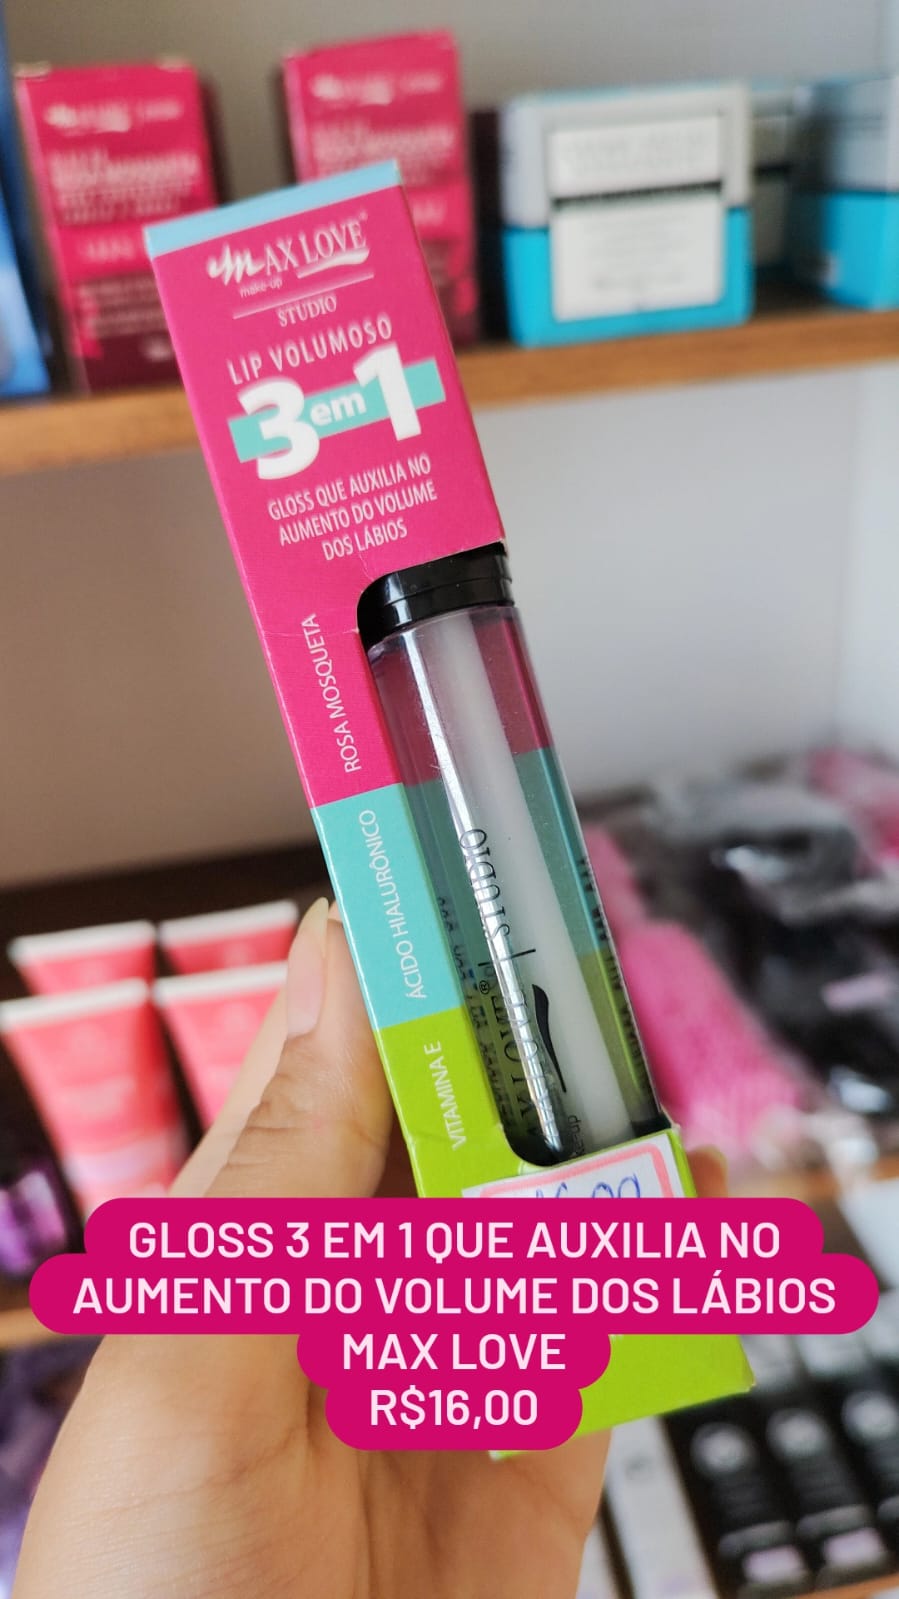 MAX LOVE
make-up
STUDIO
LIP VOLUMOSO
3 em 1
GLOSS QUE AUXILIA NO
AUMENTO DO VOLUME
DOS LÁBIOS
ROSA MOSQUETA
ÁCIDO HIALURÔNICO
VITAMINA E
MAX LOVE® | STUDIO
GLOSS 3 EM 1 QUE AUXILIA NO
AUMENTO DO VOLUME DOS LÁBIOS
MAX LOVE
R$16,00